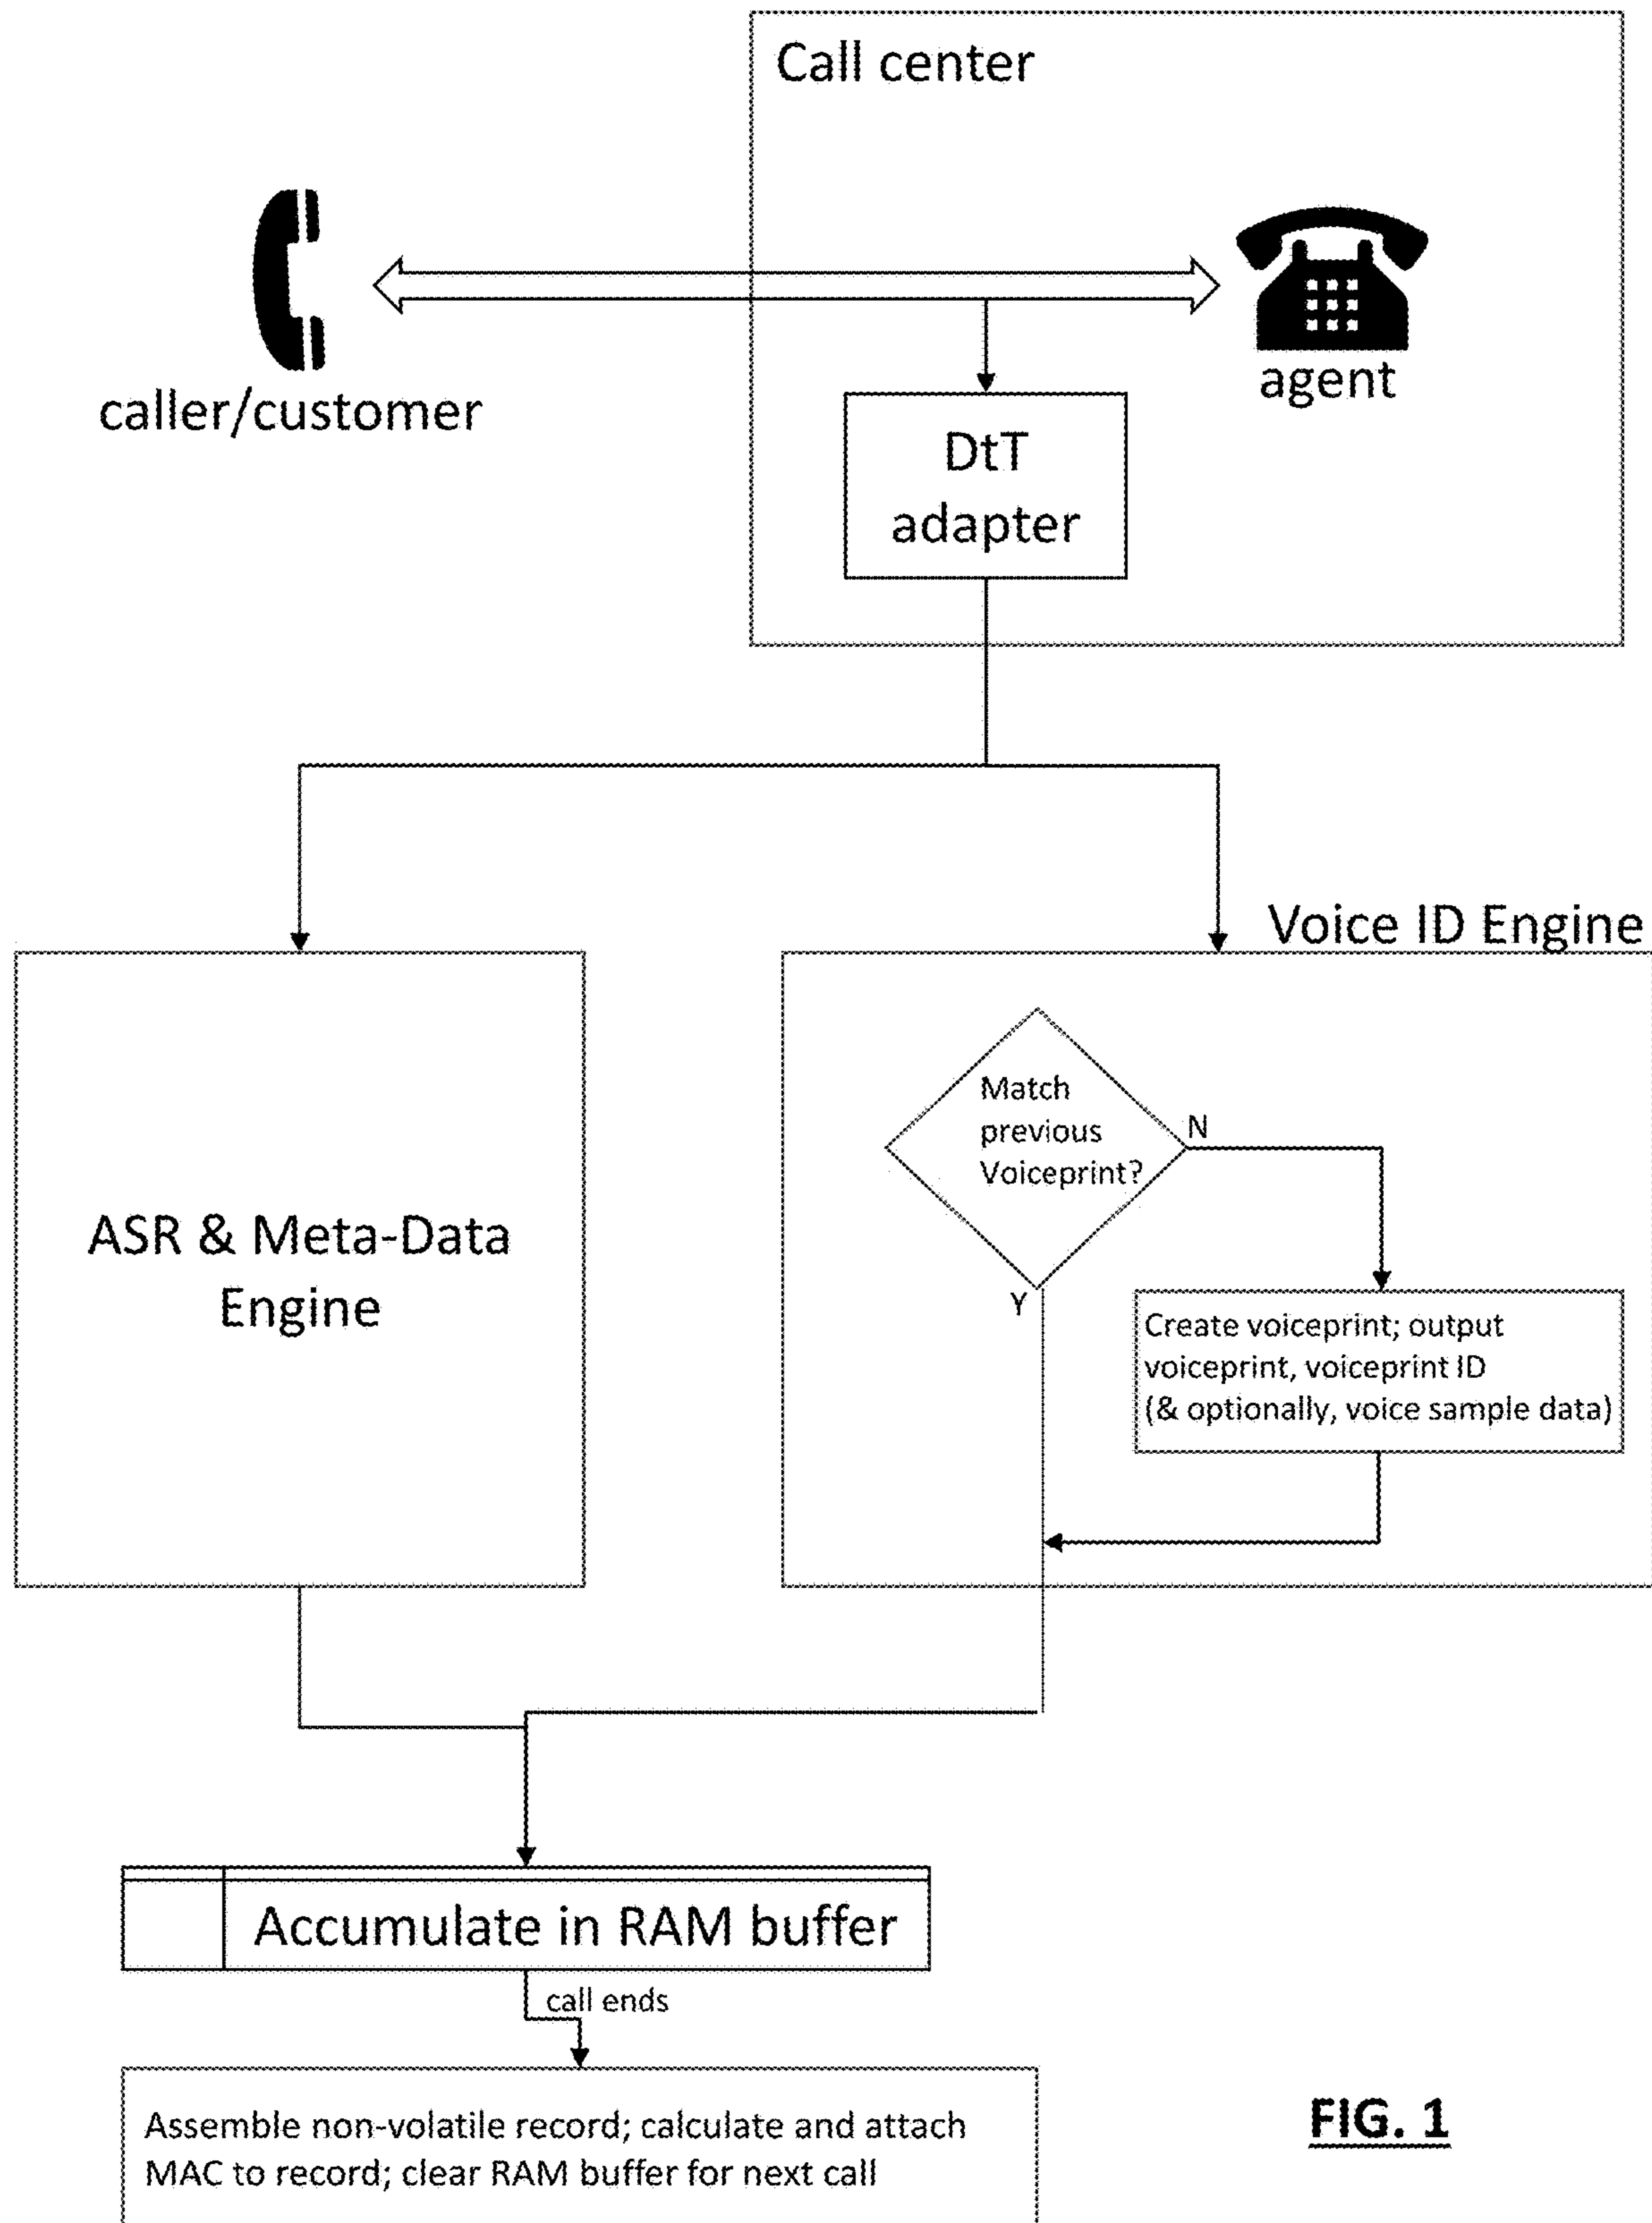 Call center
caller/customer
agent
DtT
adapter
Voice ID Engine
ASR & Meta-Data
Engine
Match
previous
Voiceprint?
N
Y
Create voiceprint; output
voiceprint, voiceprint ID
(& optionally, voice sample data)
Accumulate in RAM buffer
call ends
Assemble non-volatile record; calculate and attach
MAC to record; clear RAM buffer for next call
FIG. 1